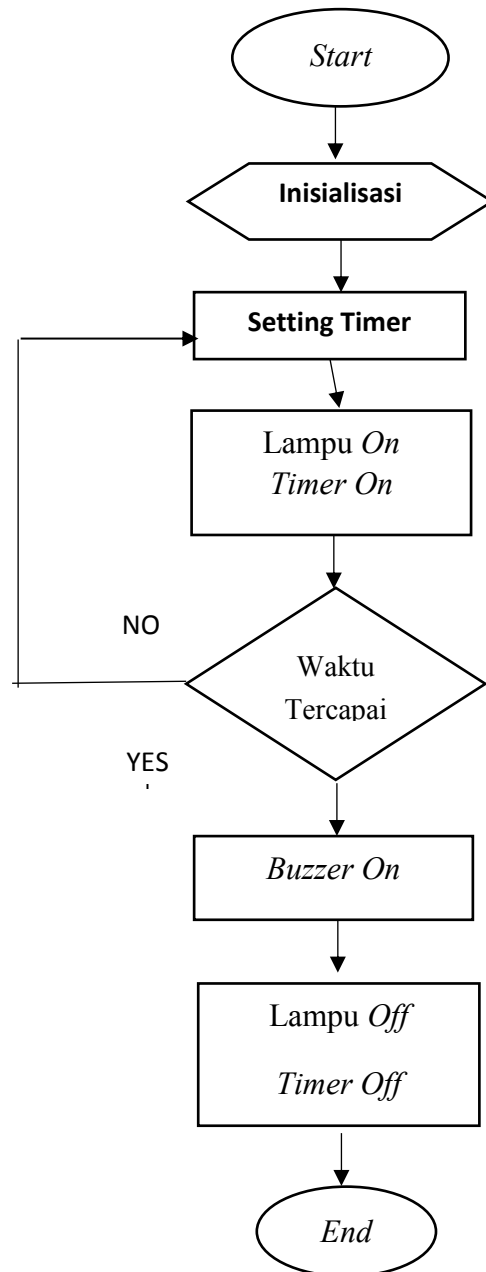 Start
Inisialisasi
Setting Timer
Lampu On
Timer On
NO
Waktu
Tercapai
YES
Buzzer On
Lampu Off
Timer Off
End